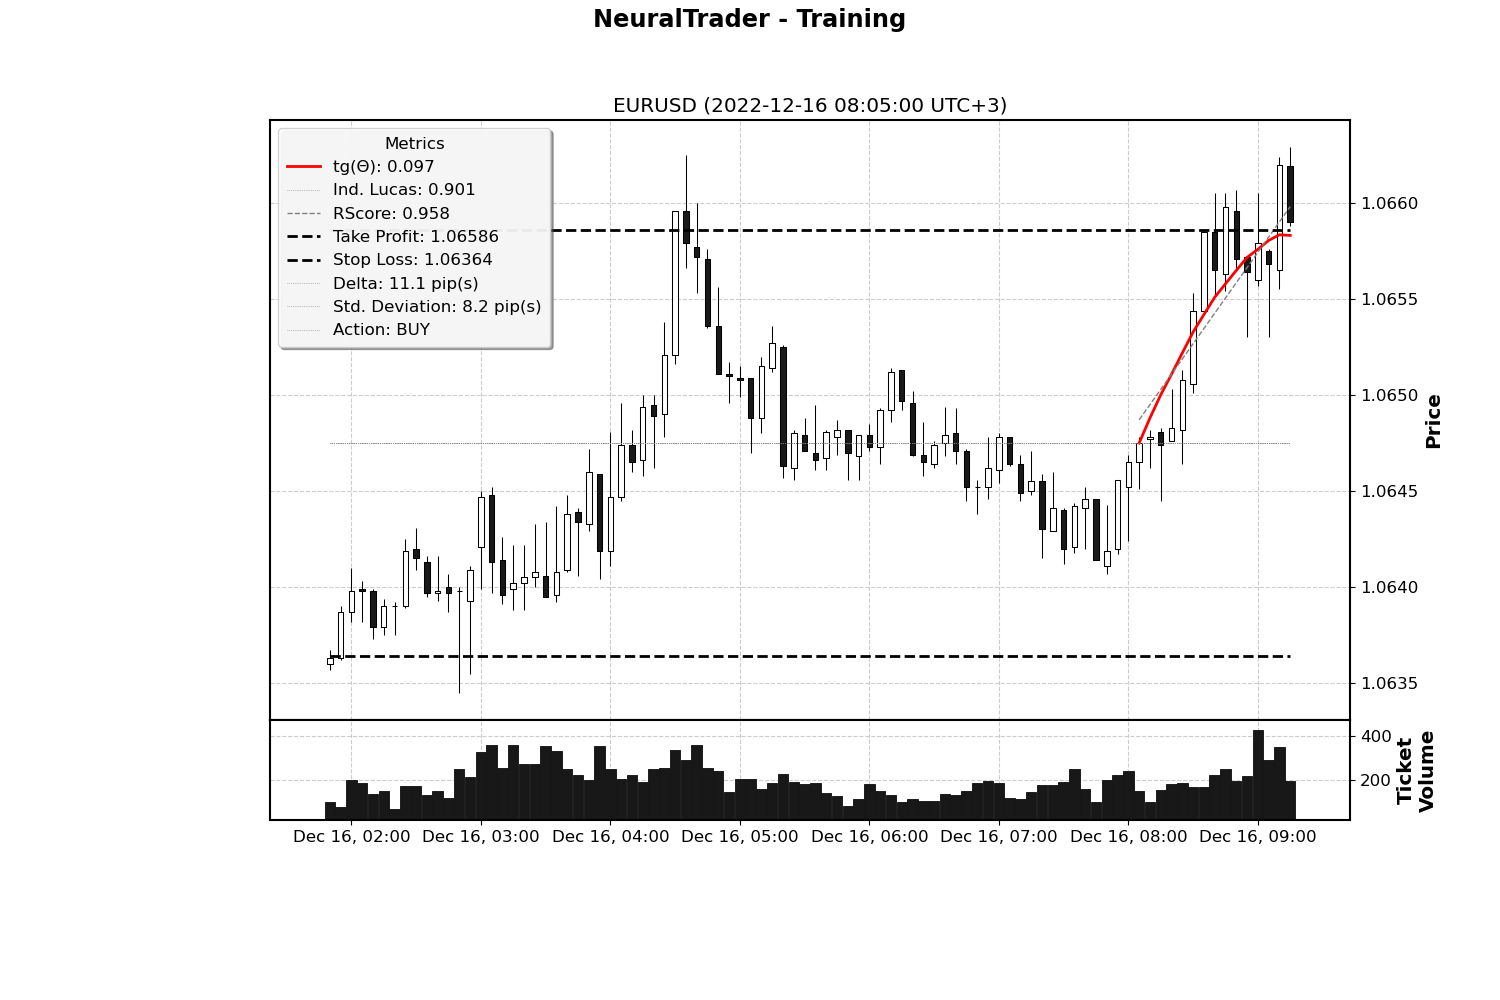 NeuralTrader - Training
EURUSD (2022-12-16 08:05:00 UTC+3)
Metrics
tg(Θ): 0.097
Ind. Lucas: 0.901
RScore: 0.958
Take Profit: 1.06586
Stop Loss: 1.06364
Delta: 11.1 pip(s)
Std. Deviation: 8.2 pip(s)
Action: BUY
1.0660
1.0655
1.0650
1.0645
1.0640
1.0635
Price
400
200
Ticket
Volume
Dec 16, 02:00
Dec 16, 03:00
Dec 16, 04:00
Dec 16, 05:00
Dec 16, 06:00
Dec 16, 07:00
Dec 16, 08:00
Dec 16, 09:00